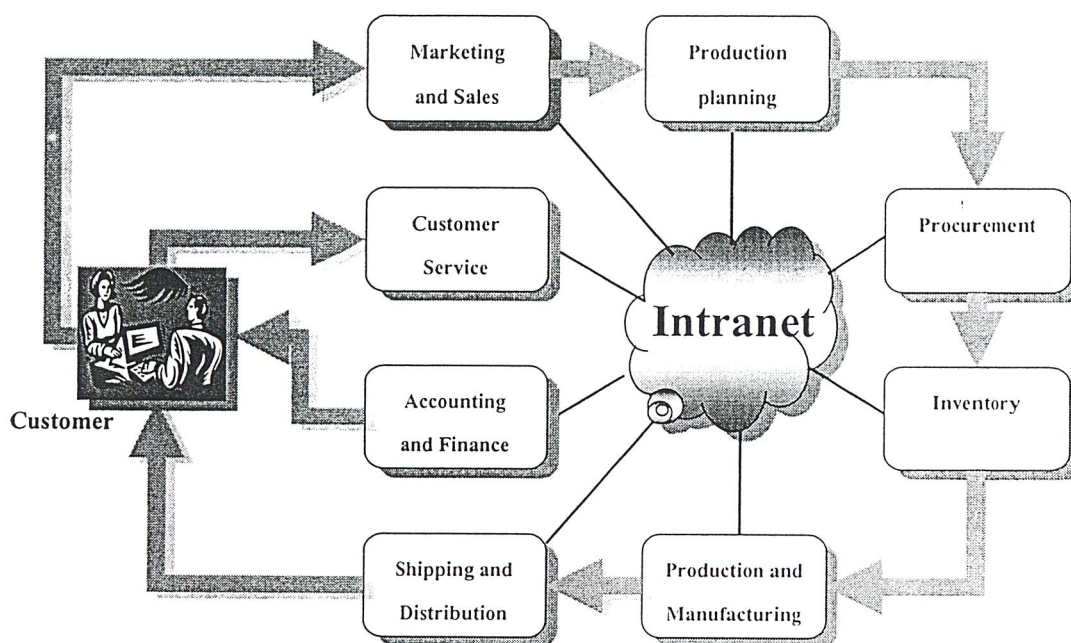 Marketing
and Sales
Production
planning
Customer
Service
Procurement
Intranet
Customer
Accounting
and Finance
Inventory
Shipping and
Distribution
Production and
Manufacturing